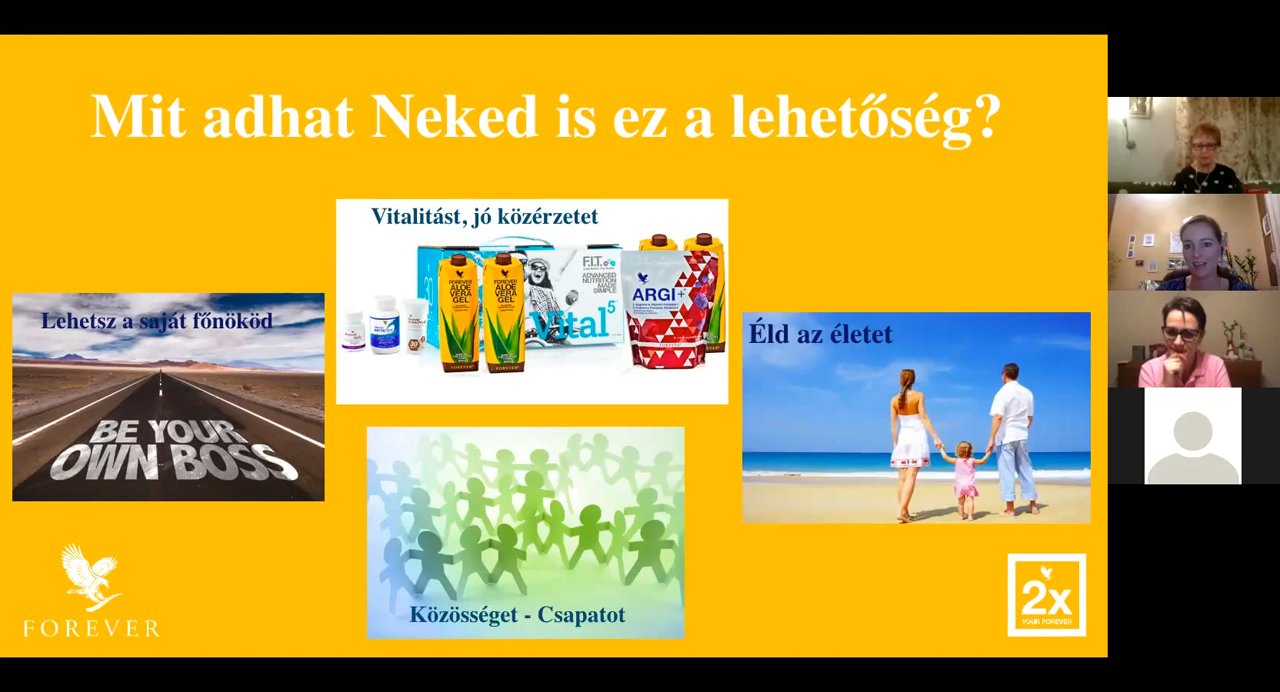 Mit adhat Neked is ez a lehetőség?
Vitalitást, jó közérzetet
F.I.T.
ADVANCED
NUTRITION
MADE
SIMPLE
FOREVER
ALOE
VERA
GEL
FOREVER
ALOE
VERA
GEL
Vital5
ARGI+
FOREVER
Lehetsz a saját főnököd
BE YOUR
OWN BOSS
Éld az életet
Közösséget - Csapatot
FOREVER
2x
YOUR FOREVER